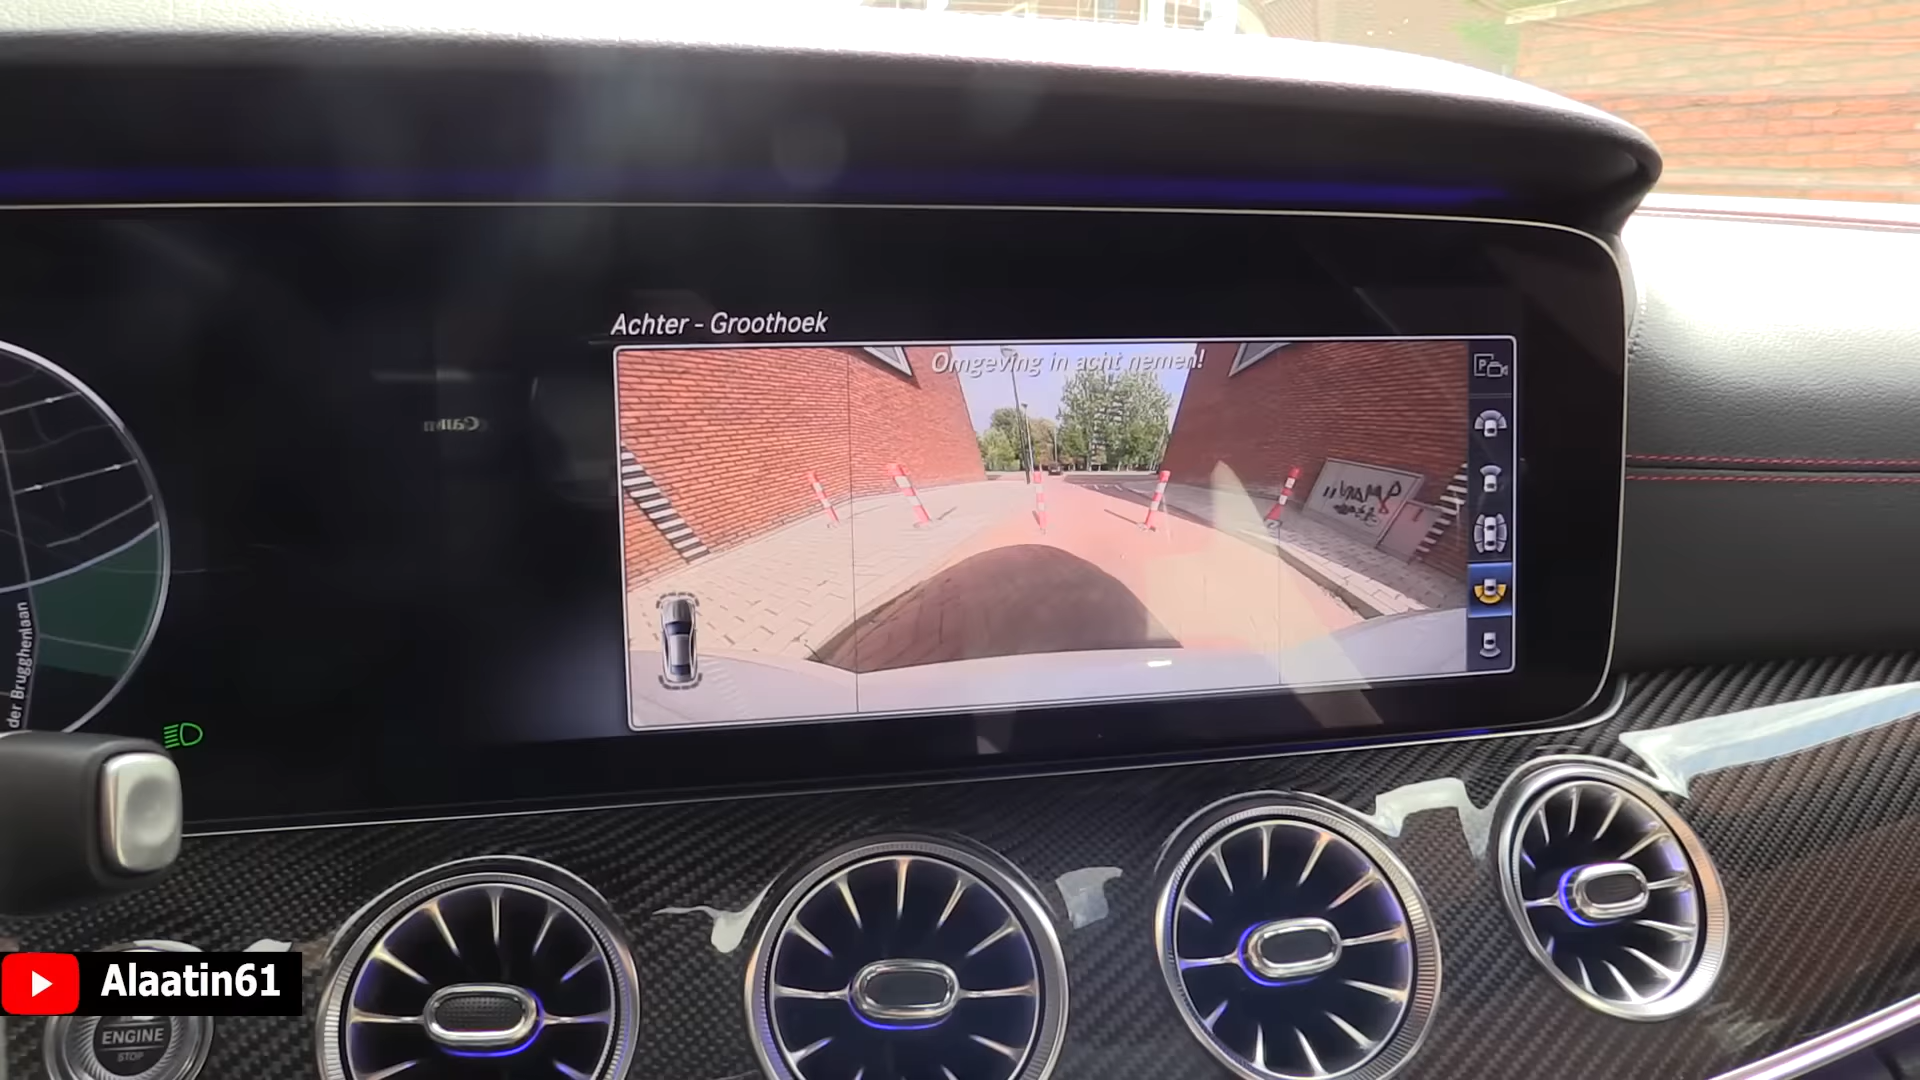 Achter - Groothoek
Omgeving in acht nemen!
P
der Brugghenlaan
Alaatin61
ENGINE
STOP